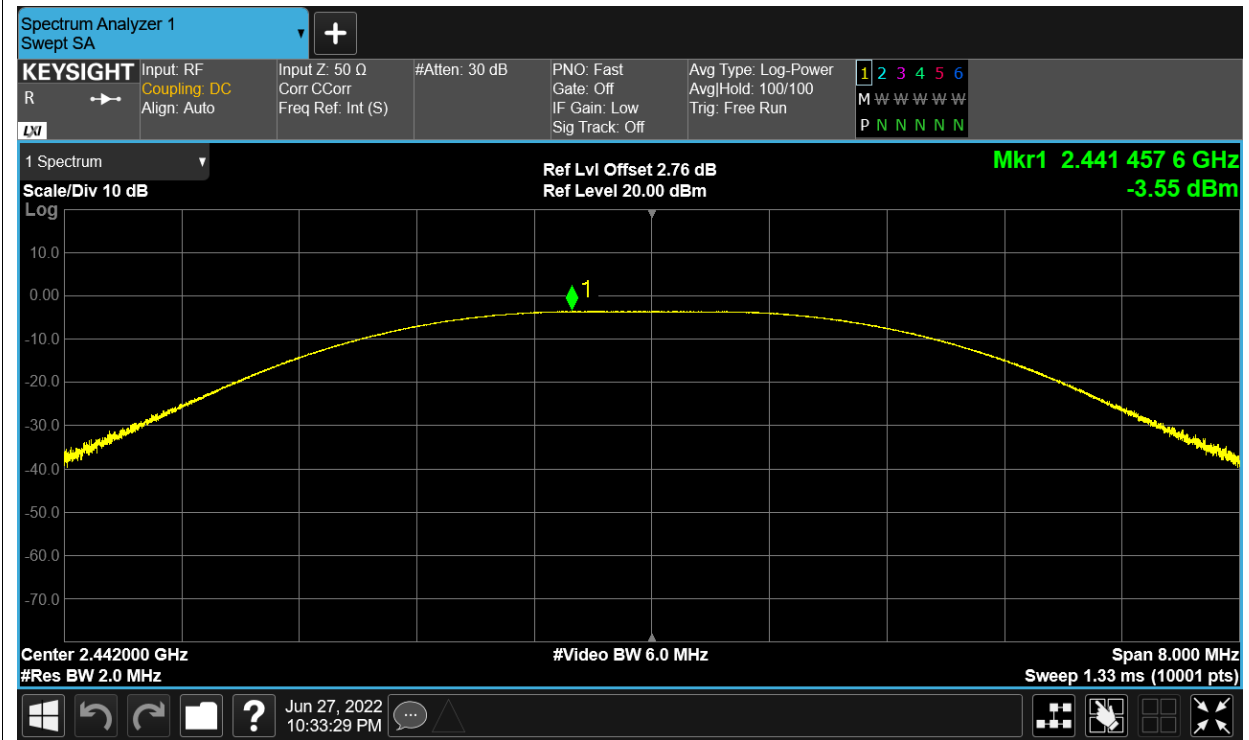 Spectrum Analyzer 1
Swept SA
+
KEYSIGHT Input: RF Input Z: 50 Ω #Atten: 30 dB PNO: Fast Avg Type: Log-Power 1 2 3 4 5 6
R Coupling: DC Corr CCorr Gate: Off Avg|Hold: 100/100 M W W W W W
Align: Auto Freq Ref: Int (S) IF Gain: Low Trig: Free Run
LXI Sig Track: Off P N N N N N
1 Spectrum Ref Lvl Offset 2.76 dB Mkr1 2.441 457 6 GHz
Scale/Div 10 dB Ref Level 20.00 dBm -3.55 dBm
Log
10.0
0.00
1
-10.0
-20.0
-30.0
-40.0
-50.0
-60.0
-70.0
Center 2.442000 GHz #Video BW 6.0 MHz Span 8.000 MHz
#Res BW 2.0 MHz Sweep 1.33 ms (10001 pts)
? Jun 27, 2022
10:33:29 PM